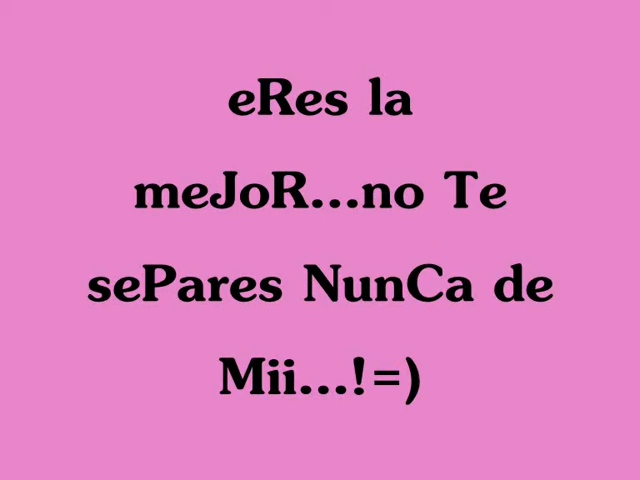 eRes la
meJoR...no Te
sePares NunCa de
Mii...!=)